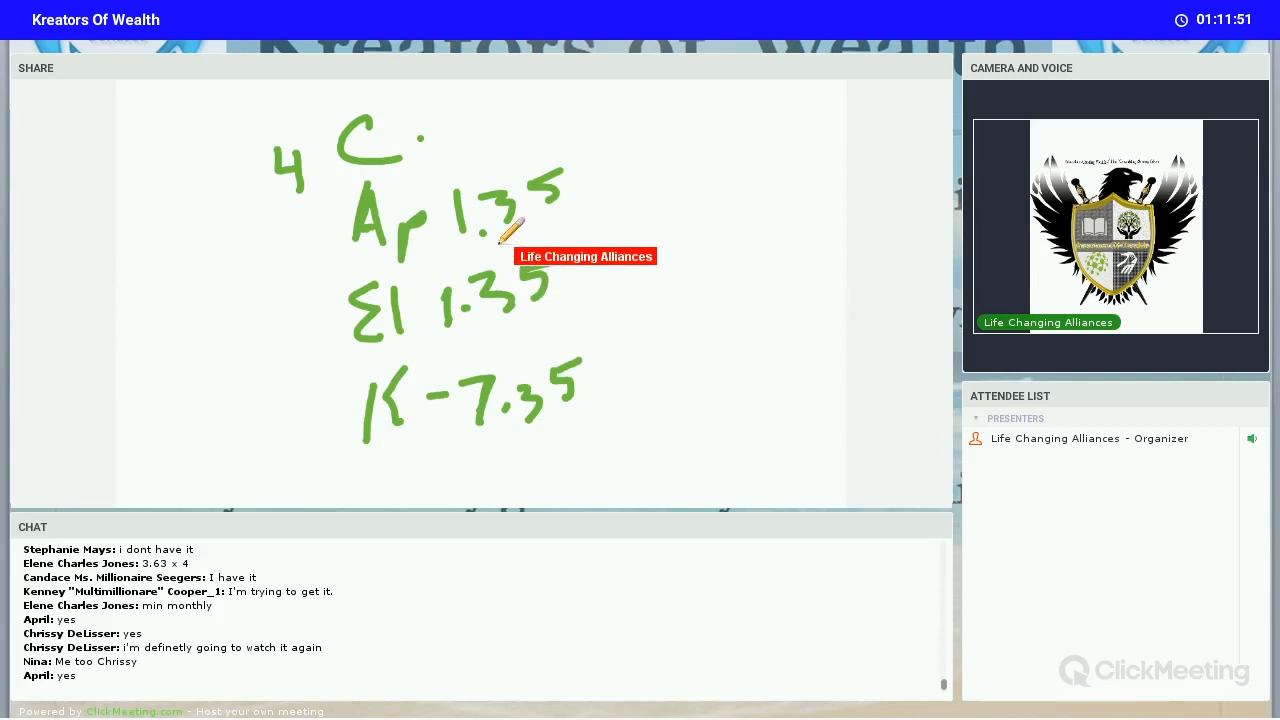 Kreators Of Wealth
01:11:51
Kreators of Wealth
SHARE
4 C.
Ap 1.35
El 1.35
K -7.35
Life Changing Alliances
CAMERA AND VOICE
Life Changing Alliances
ATTENDEE LIST
PRESENTERS
Life Changing Alliances - Organizer
CHAT
Stephanie Mays: i dont have it
Elene Charles Jones: 3.63 x 4
Candace Ms. Millionaire Seegers: I have it
Kenney "Multimillionare" Cooper_1: I'm trying to get it.
Elene Charles Jones: min monthly
April: yes
Chrissy DeLisser: yes
Chrissy DeLisser: i'm definetly going to watch it again
Nina: Me too Chrissy
April: yes
ClickMeeting
Powered by ClickMeeting.com - Host your own meeting